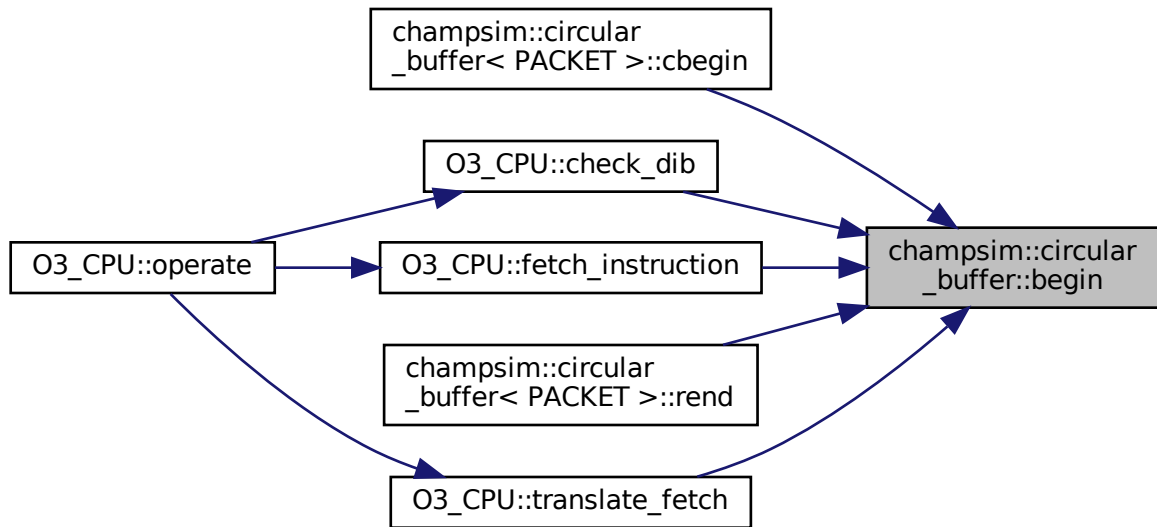 champsim::circular
_buffer< PACKET >::cbegin
O3_CPU::check_dib
O3_CPU::operate
O3_CPU::fetch_instruction
champsim::circular
_buffer::begin
champsim::circular
_buffer< PACKET >::rend
O3_CPU::translate_fetch